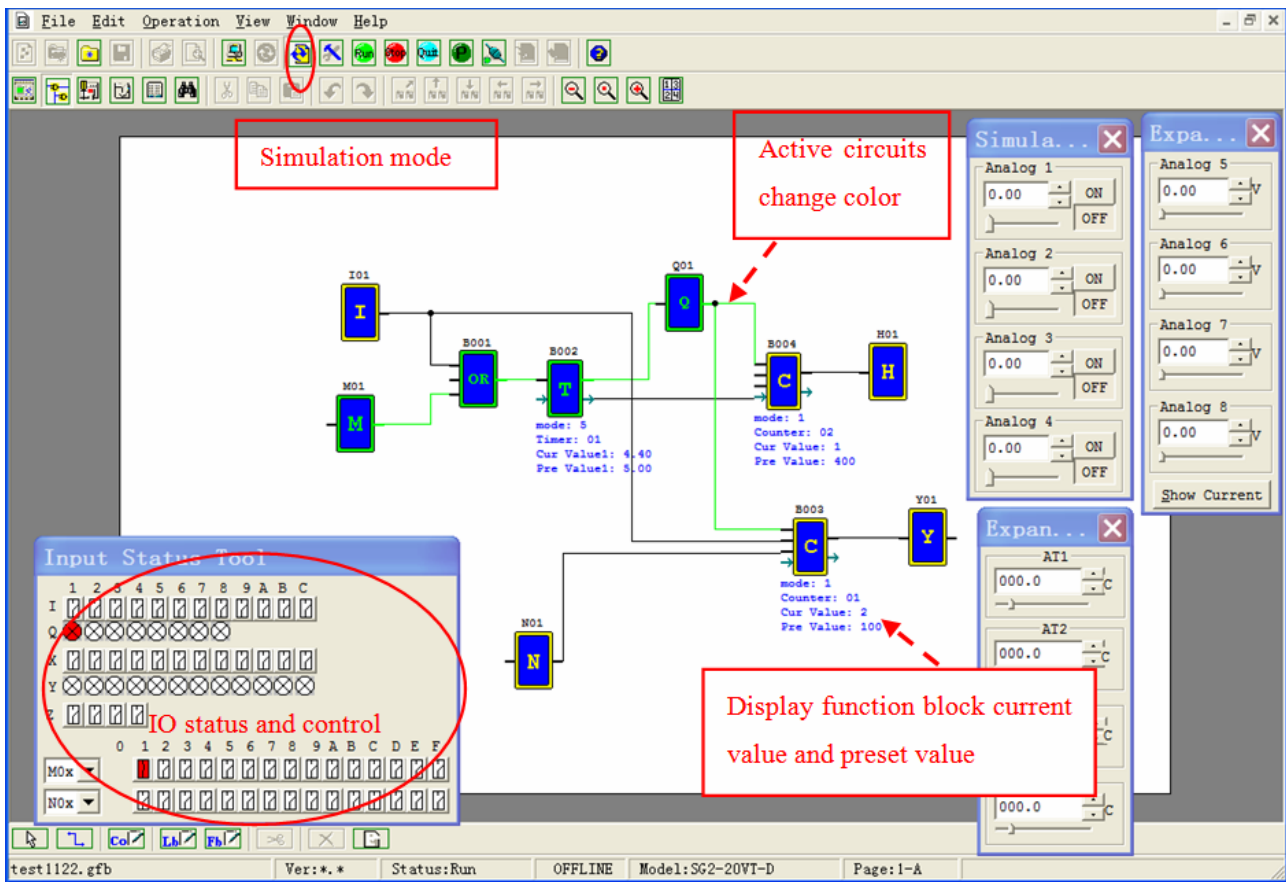 File Edit Operation View Window Help
Run Stop Quit P
Simulation mode
Active circuits
change color
Simula...
Analog 1
0.00 ON
OFF
Analog 2
0.00 ON
OFF
Analog 3
0.00 ON
OFF
Analog 4
0.00 ON
OFF
Expa...
Analog 5
0.00 V
Analog 6
0.00 V
Analog 7
0.00 V
Analog 8
0.00 V
Show Current
I01
I
M01
M
B001
OR
B002
T
mode: 5
Timer: 01
Cur Value1: 4.40
Pre Value1: 5.00
Q01
Q
B004
C
mode: 1
Counter: 02
Cur Value: 1
Pre Value: 400
H01
H
B003
C
mode: 1
Counter: 01
Cur Value: 2
Pre Value: 100
Y01
Y
N01
N
Expan...
AT1
000.0 C
AT2
000.0 C
C
000.0 C
Display function block current
value and preset value
Input Status Tool
1 2 3 4 5 6 7 8 9 A B C
I
Q
X
Y
Z
IO status and control
0 1 2 3 4 5 6 7 8 9 A B C D E F
M0x
N0x
Co Lb Fb
test1122.gfb Ver:*.* Status:Run OFFLINE Model:SG2-20VT-D Page:1-A